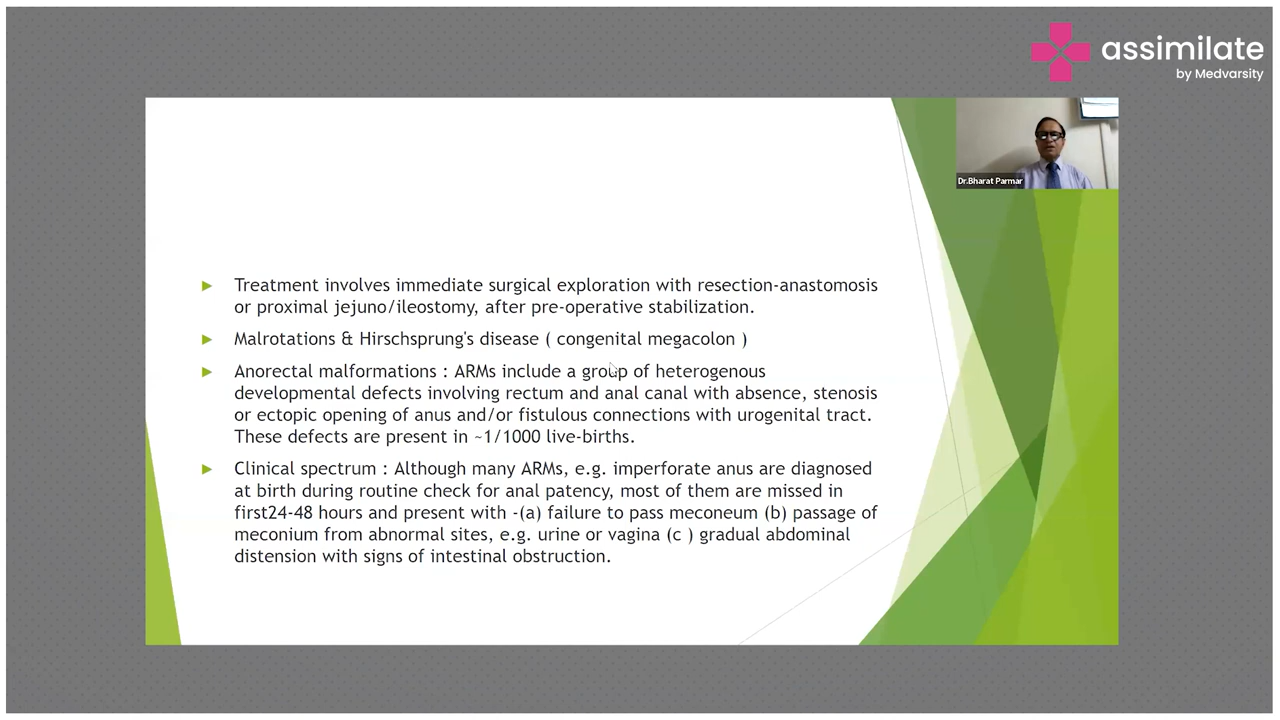 assimilate
by Medvarsity
Dr.Bharat Parmar
Treatment involves immediate surgical exploration with resection-anastomosis
or proximal jejuno/ileostomy, after pre-operative stabilization.
Malrotations & Hirschsprung's disease ( congenital megacolon )
Anorectal malformations : ARMs include a group of heterogenous
developmental defects involving rectum and anal canal with absence, stenosis
or ectopic opening of anus and/or fistulous connections with urogenital tract.
These defects are present in ~1/1000 live-births.
Clinical spectrum : Although many ARMs, e.g. imperforate anus are diagnosed
at birth during routine check for anal patency, most of them are missed in
first24-48 hours and present with -(a) failure to pass meconeum (b) passage of
meconium from abnormal sites, e.g. urine or vagina (c ) gradual abdominal
distension with signs of intestinal obstruction.